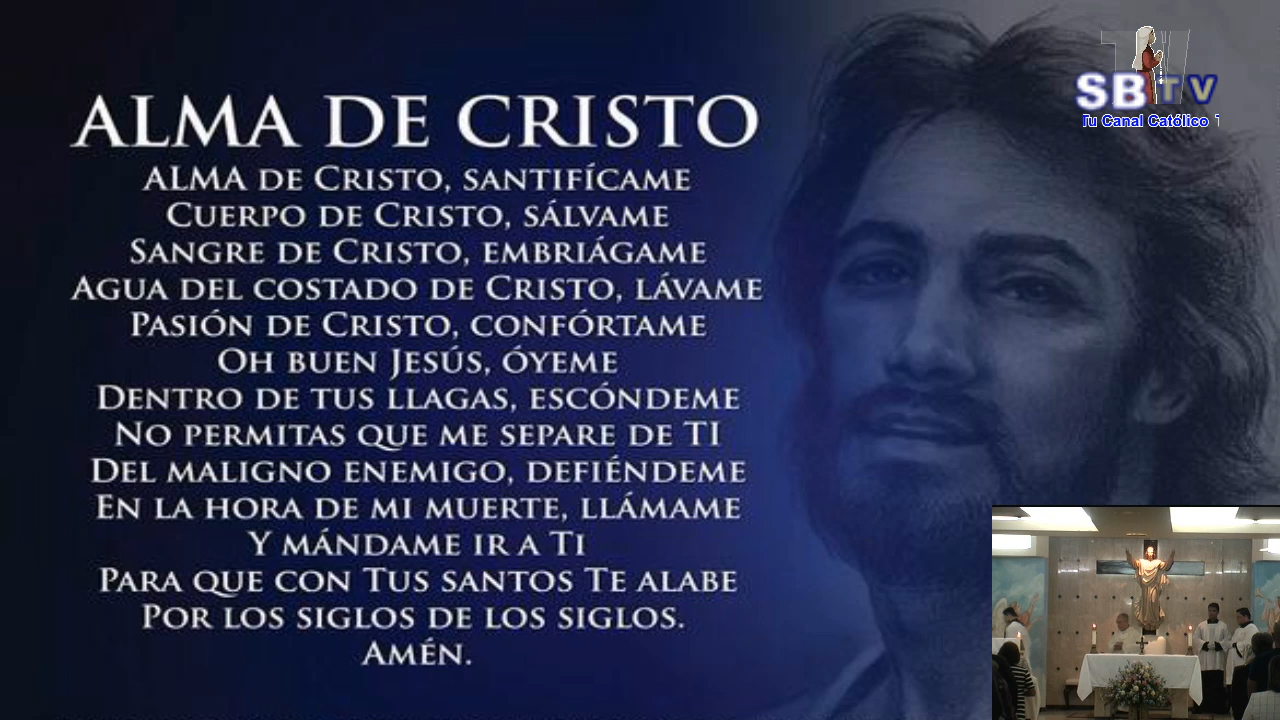 ALMA DE CRISTO
ALMA DE CRISTO, SANTIFÍCAME
CUERPO DE CRISTO, SÁLVAME
SANGRE DE CRISTO, EMBRIÁGAME
AGUA DEL COSTADO DE CRISTO, LÁVAME
PASIÓN DE CRISTO, CONFÓRTAME
OH BUEN JESÚS, ÓYEME
DENTRO DE TUS LLAGAS, ESCÓNDEME
NO PERMITAS QUE ME SEPARE DE TI
DEL MALIGNO ENEMIGO, DEFIÉNDEME
EN LA HORA DE MI MUERTE, LLÁMAME
Y MÁNDAME IR A TI
PARA QUE CON TUS SANTOS TE ALABE
POR LOS SIGLOS DE LOS SIGLOS.
AMÉN.
SBTV
Tu Canal Católico